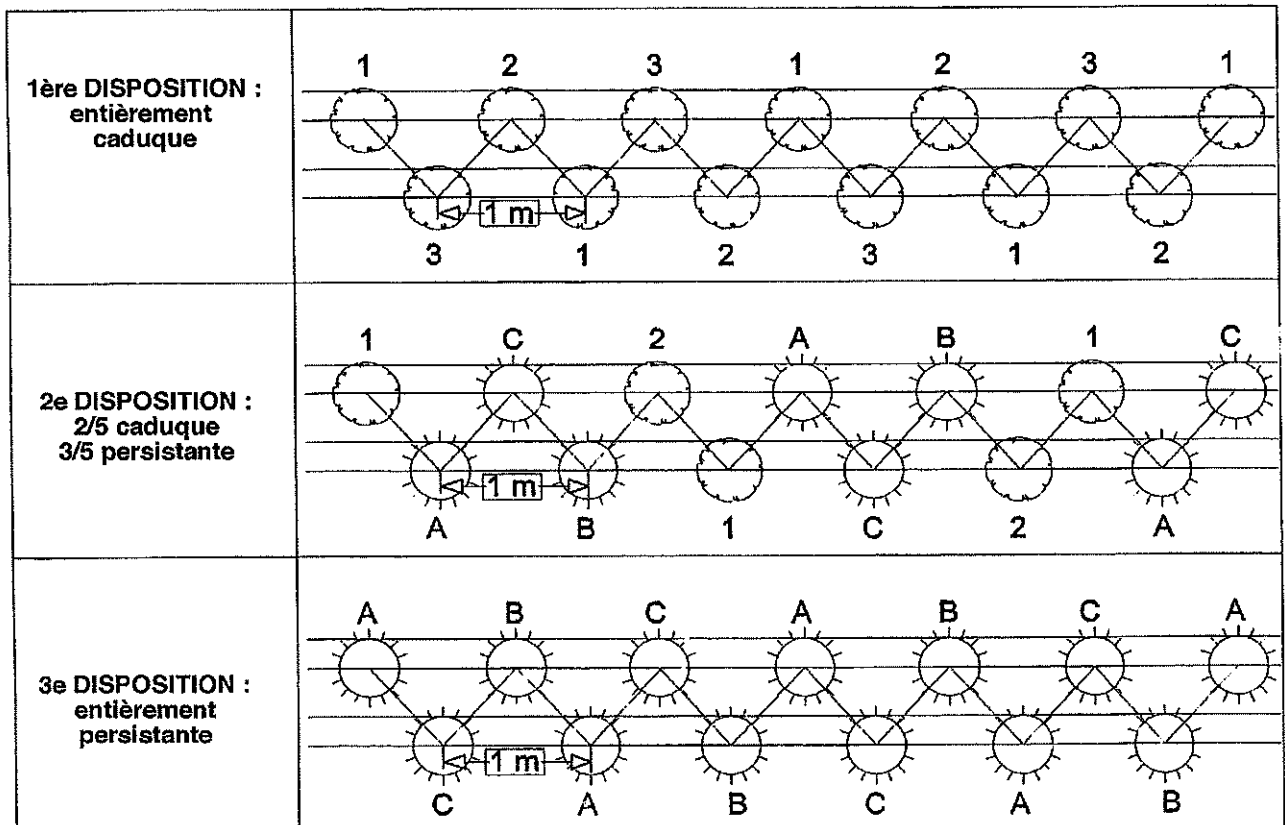 1ère DISPOSITION :
entièrement
caduque
1 2 3 1 2 3 1
1 m
3 1 2 3 1 2
2e DISPOSITION :
2/5 caduque
3/5 persistante
1 C 2 A B 1 C
1 m
A B 1 C 2 A
3e DISPOSITION :
entièrement
persistante
A B C A B C A
1 m
C A B C A B